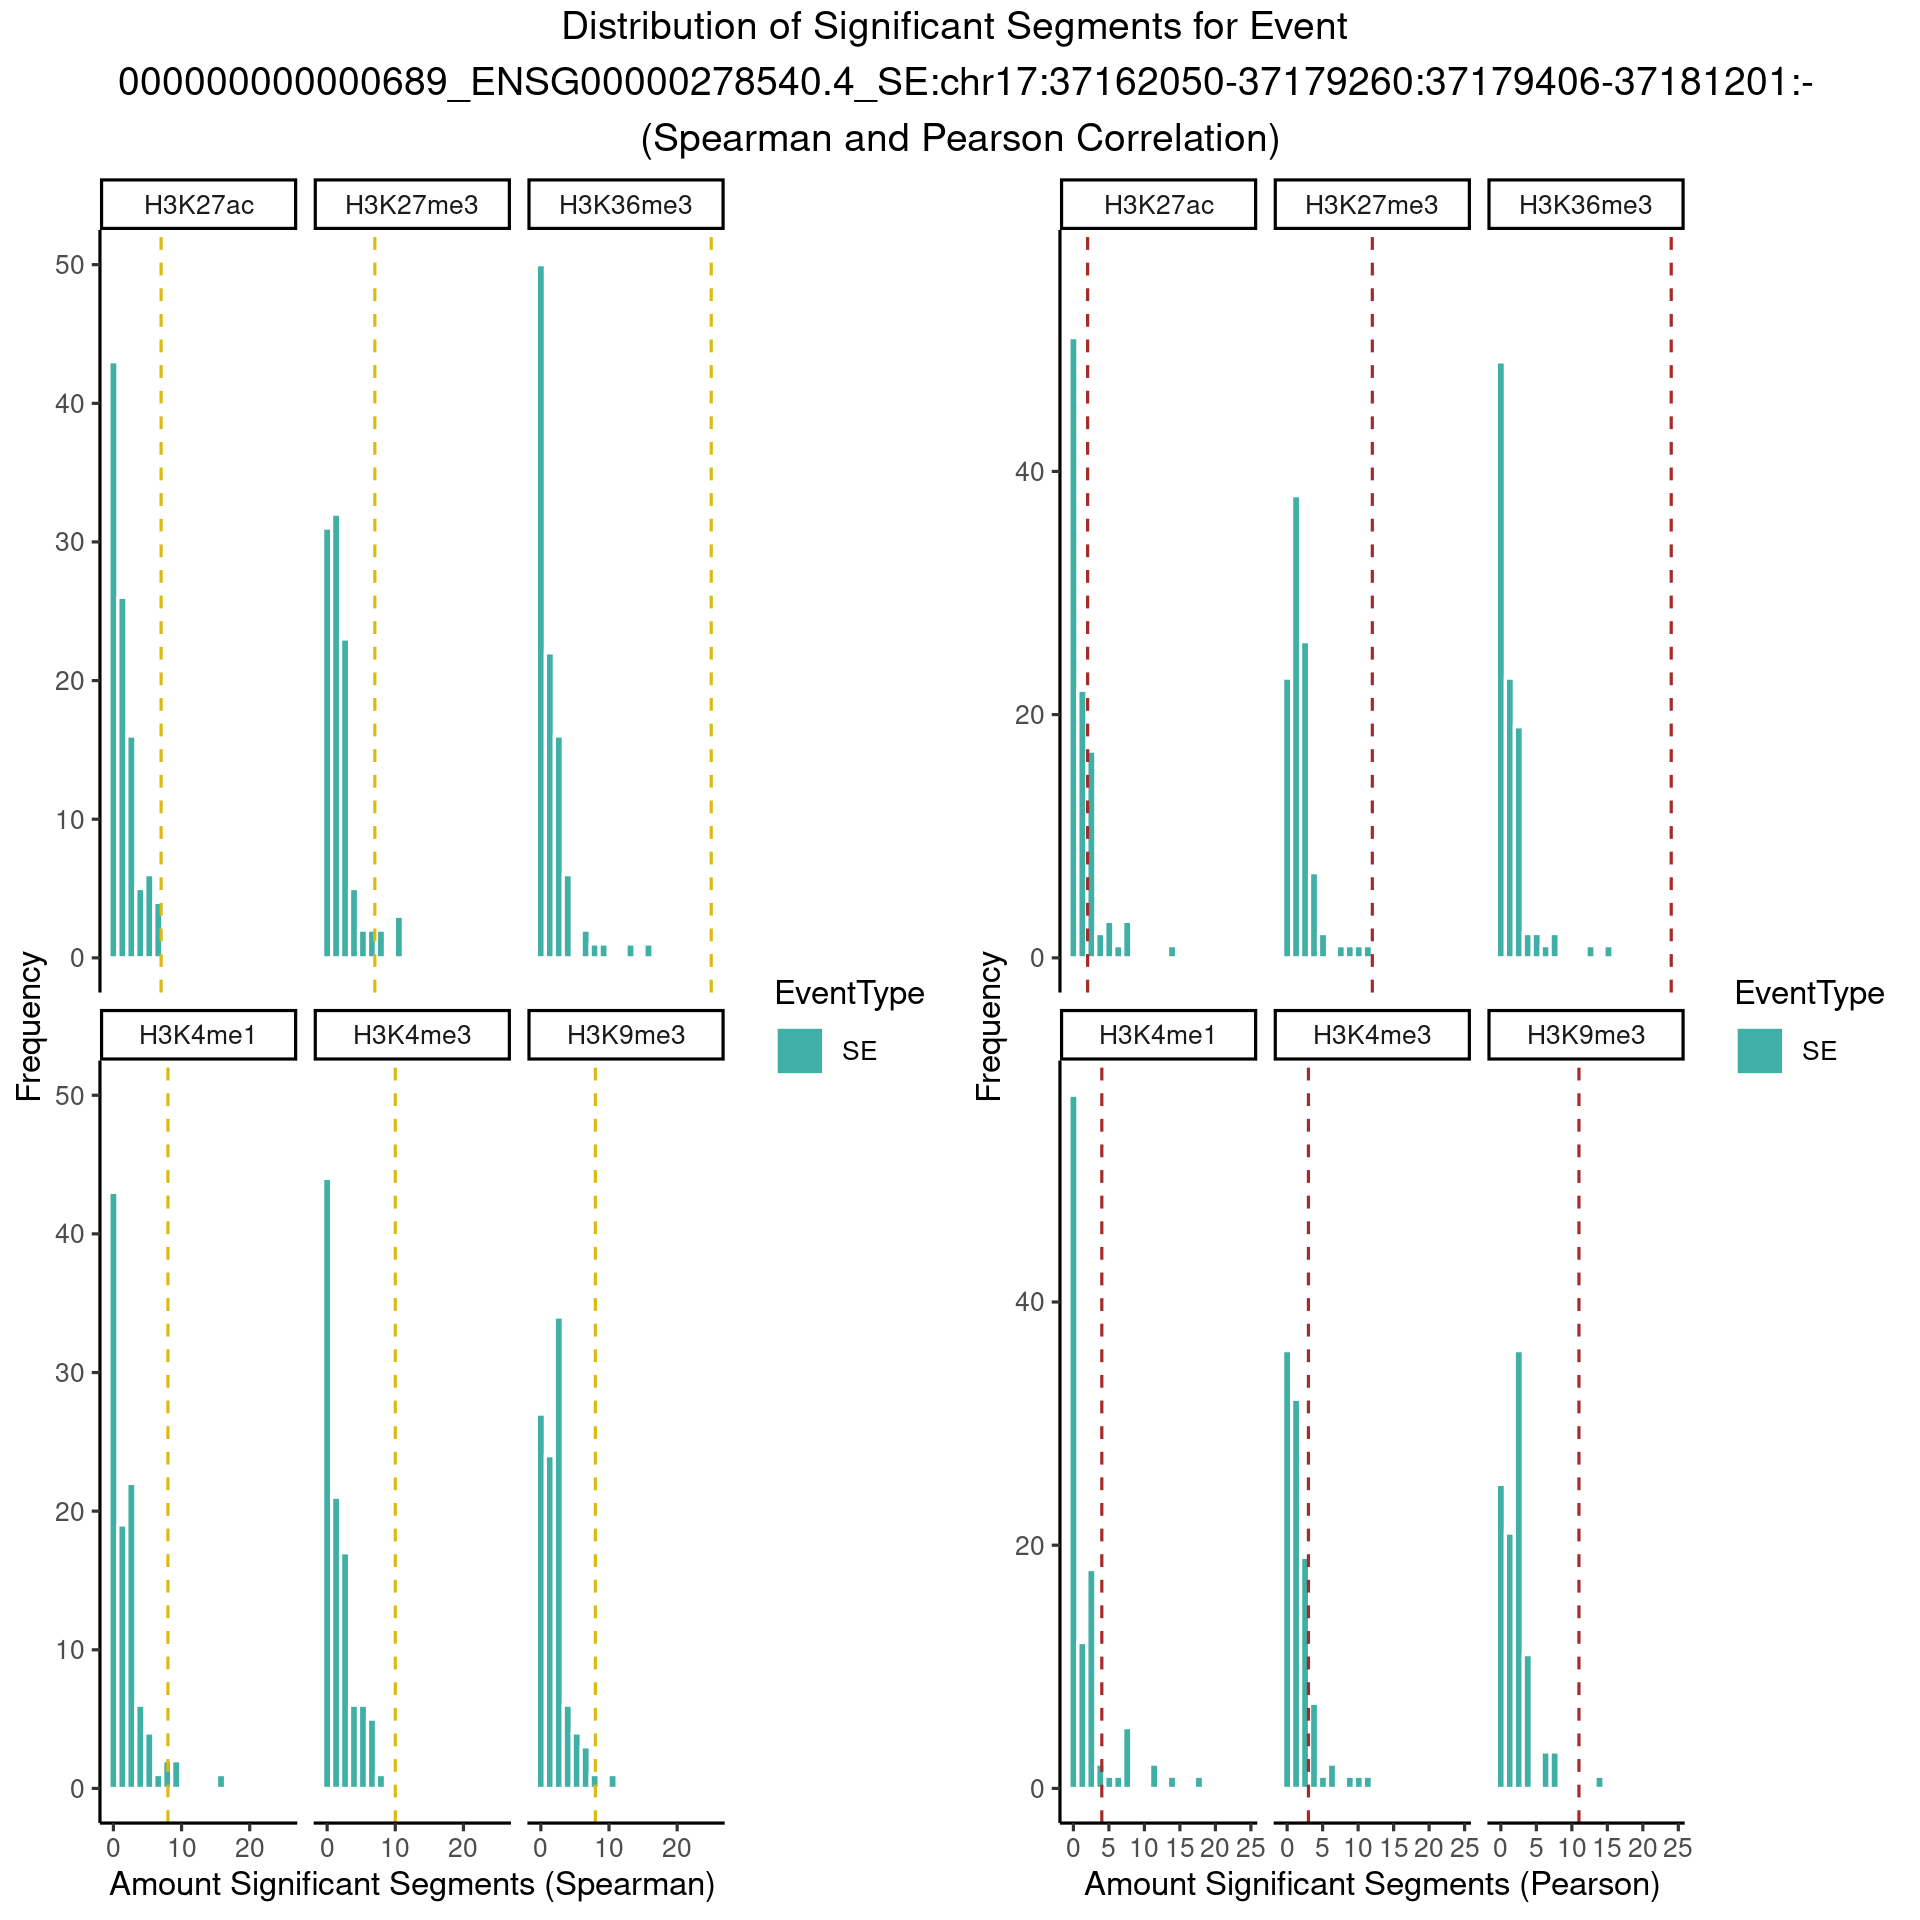 Distribution of Significant Segments for Event
000000000000689_ENSG00000278540.4_SE:chr17:37162050-37179260:37179406-37181201:-
(Spearman and Pearson Correlation)
H3K27ac H3K27me3 H3K36me3
50
40
30
20
10
0
H3K4me1 H3K4me3 H3K9me3
50
40
30
20
10
0
0 10 20 0 10 20 0 10 20
Frequency
Amount Significant Segments (Spearman)
EventType
SE
H3K27ac H3K27me3 H3K36me3
40
20
0
H3K4me1 H3K4me3 H3K9me3
40
20
0
0 5 10 15 20 25 0 5 10 15 20 25 0 5 10 15 20 25
Frequency
Amount Significant Segments (Pearson)
EventType
SE